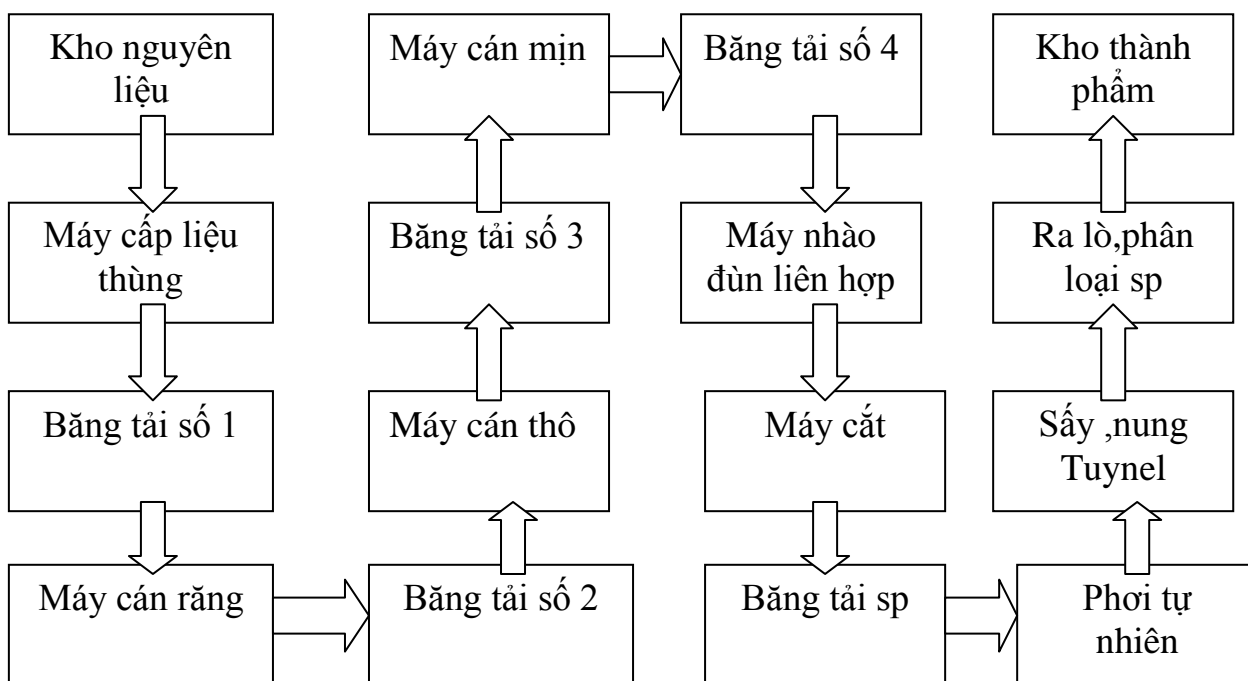 Kho nguyên
liệu
Máy cấp liệu
thùng
Băng tải số 1
Máy cán răng
Băng tải số 2
Máy cán thô
Băng tải số 3
Máy cán mịn
Băng tải số 4
Máy nhào
đùn liên hợp
Máy cắt
Băng tải sp
Phơi tự
nhiên
Sấy ,nung
Tuynel
Ra lò,phân
loại sp
Kho thành
phẩm